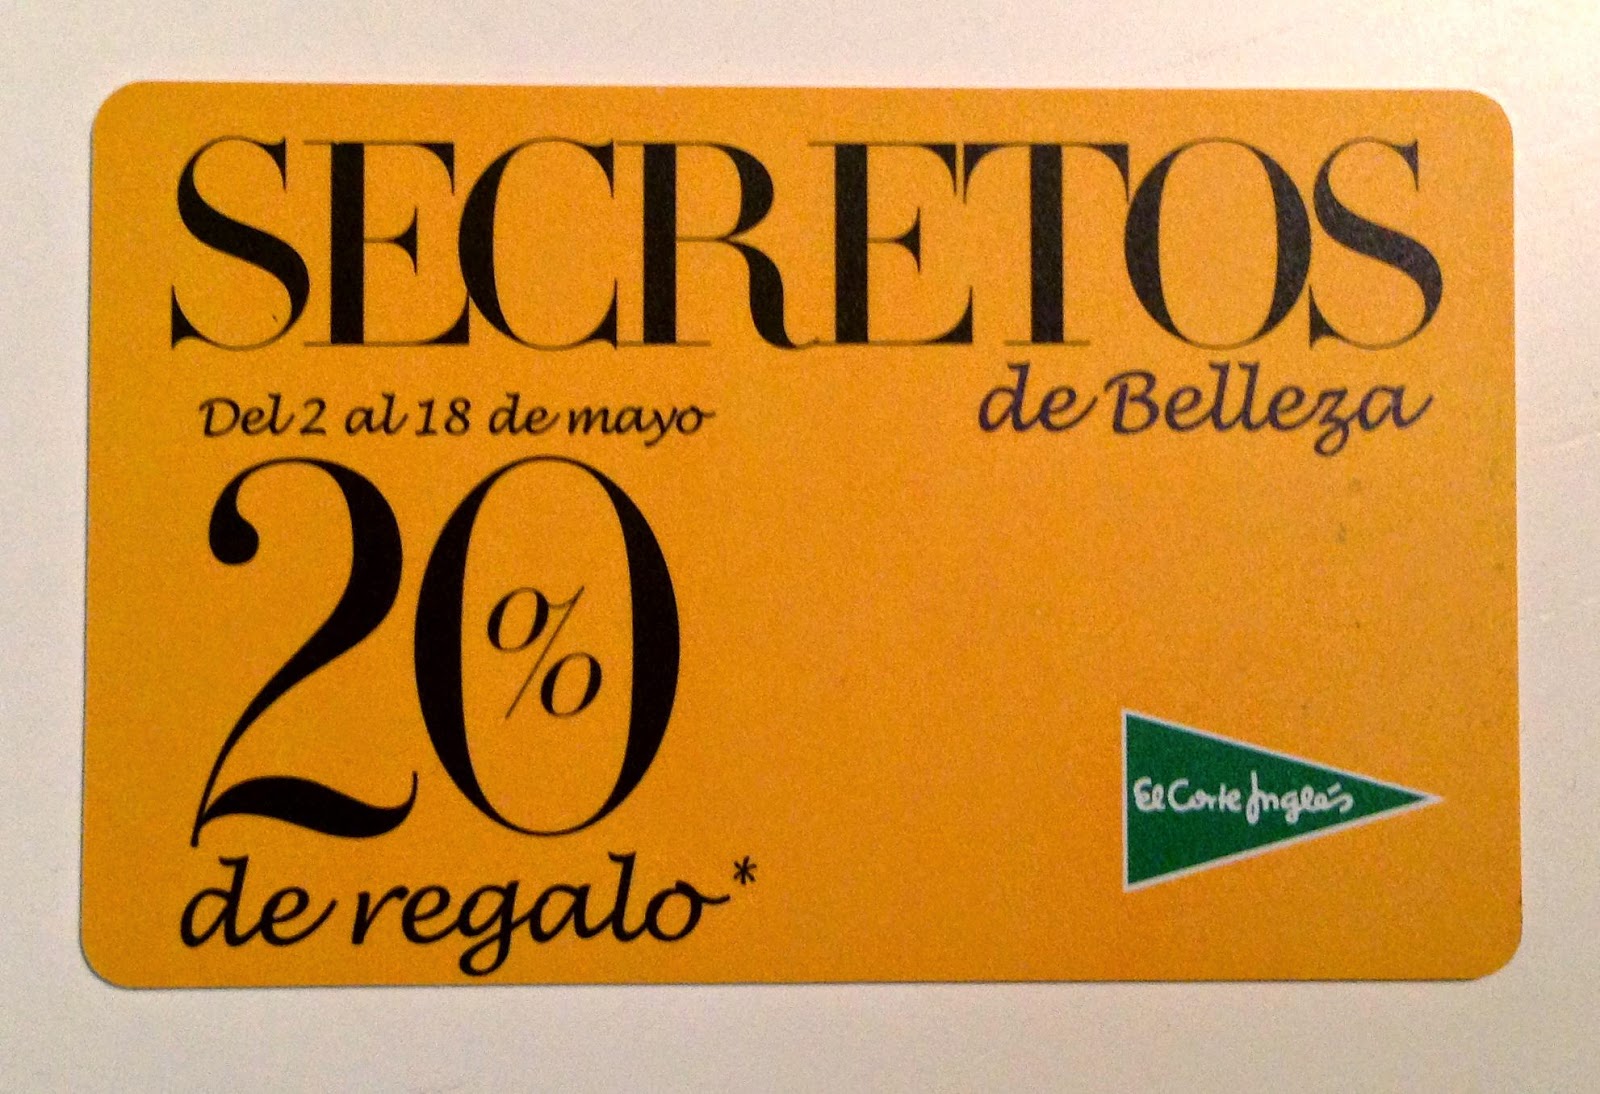 SECRETOS
de Belleza
Del 2 al 18 de mayo
20%
de regalo*
El Corte Inglés